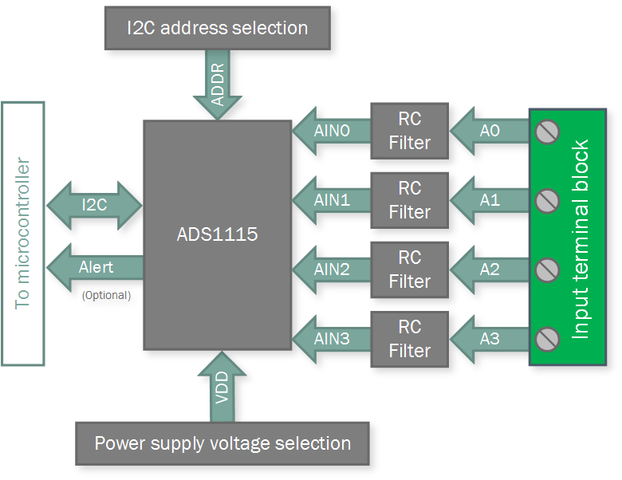 I2C address selection
ADDR
To microcontroller
I2C
Alert
(Optional)
ADS1115
AIN0
RC
Filter
A0
AIN1
RC
Filter
A1
AIN2
RC
Filter
A2
AIN3
RC
Filter
A3
Input terminal block
VDD
Power supply voltage selection